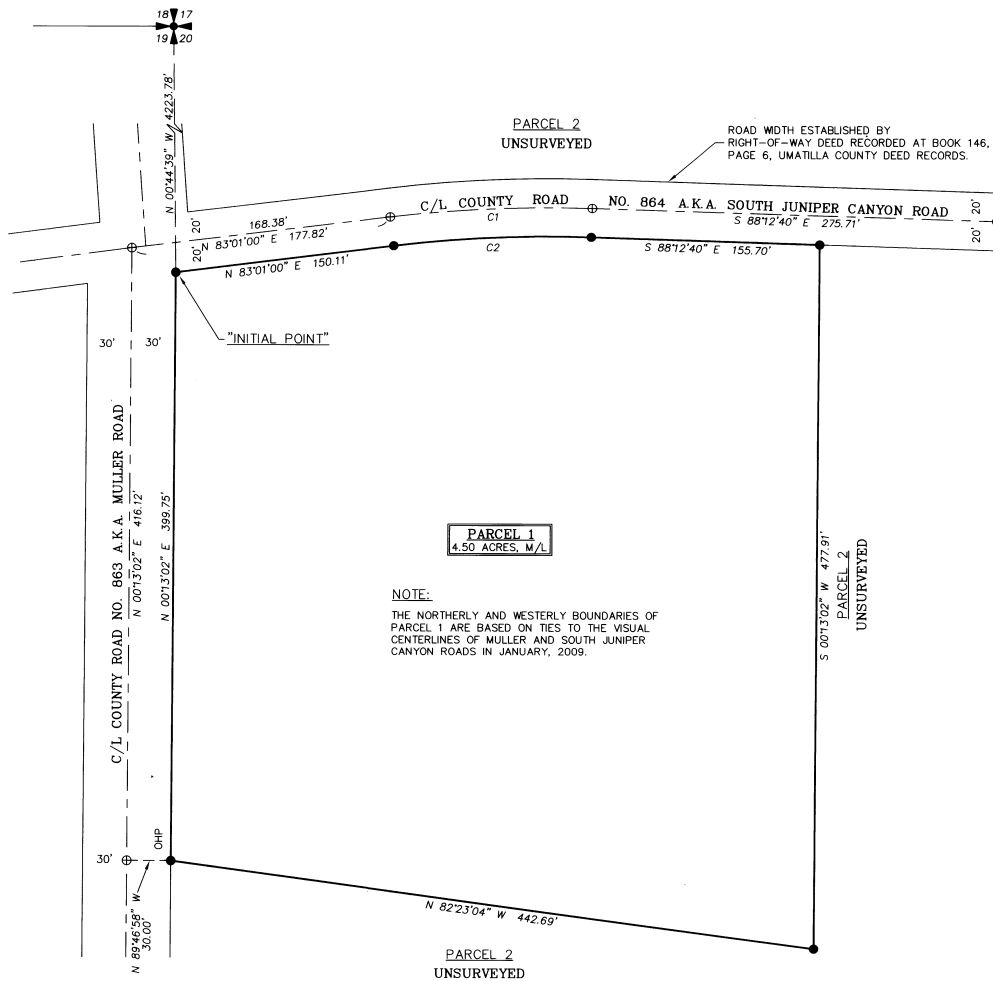 18 17
19 20
N 00°44'39" W 4223.78'
PARCEL 2
UNSURVEYED
ROAD WIDTH ESTABLISHED BY
RIGHT-OF-WAY DEED RECORDED AT BOOK 146,
PAGE 6, UMATILLA COUNTY DEED RECORDS.
C/L COUNTY ROAD NO. 864 A.K.A. SOUTH JUNIPER CANYON ROAD
C1
S 88°12'40" E 275.71'
20'
20'
20'
20'
168.38'
N 83°01'00" E 177.82'
N 83°01'00" E 150.11'
C2
S 88°12'40" E 155.70'
"INITIAL POINT"
30'
30'
C/L COUNTY ROAD NO. 863 A.K.A. MULLER ROAD
N 00°13'02" E 416.12'
N 00°13'02" E 399.75'
PARCEL 1
4.50 ACRES, M/L
NOTE:
THE NORTHERLY AND WESTERLY BOUNDARIES OF
PARCEL 1 ARE BASED ON TIES TO THE VISUAL
CENTERLINES OF MULLER AND SOUTH JUNIPER
CANYON ROADS IN JANUARY, 2009.
S 00°13'02" W 477.91'
PARCEL 2
UNSURVEYED
OHP
30'
N 89°46'58" W
30.00'
N 82°23'04" W 442.69'
PARCEL 2
UNSURVEYED